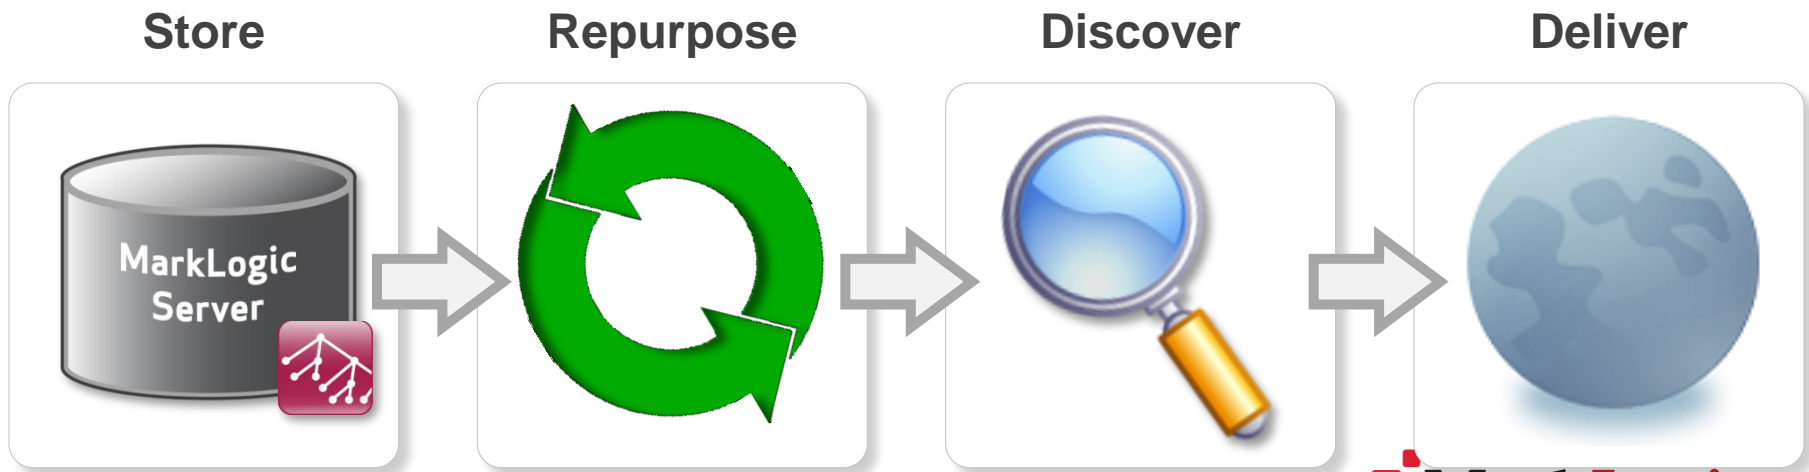 Store
Repurpose
Discover
Deliver
MarkLogic
Server